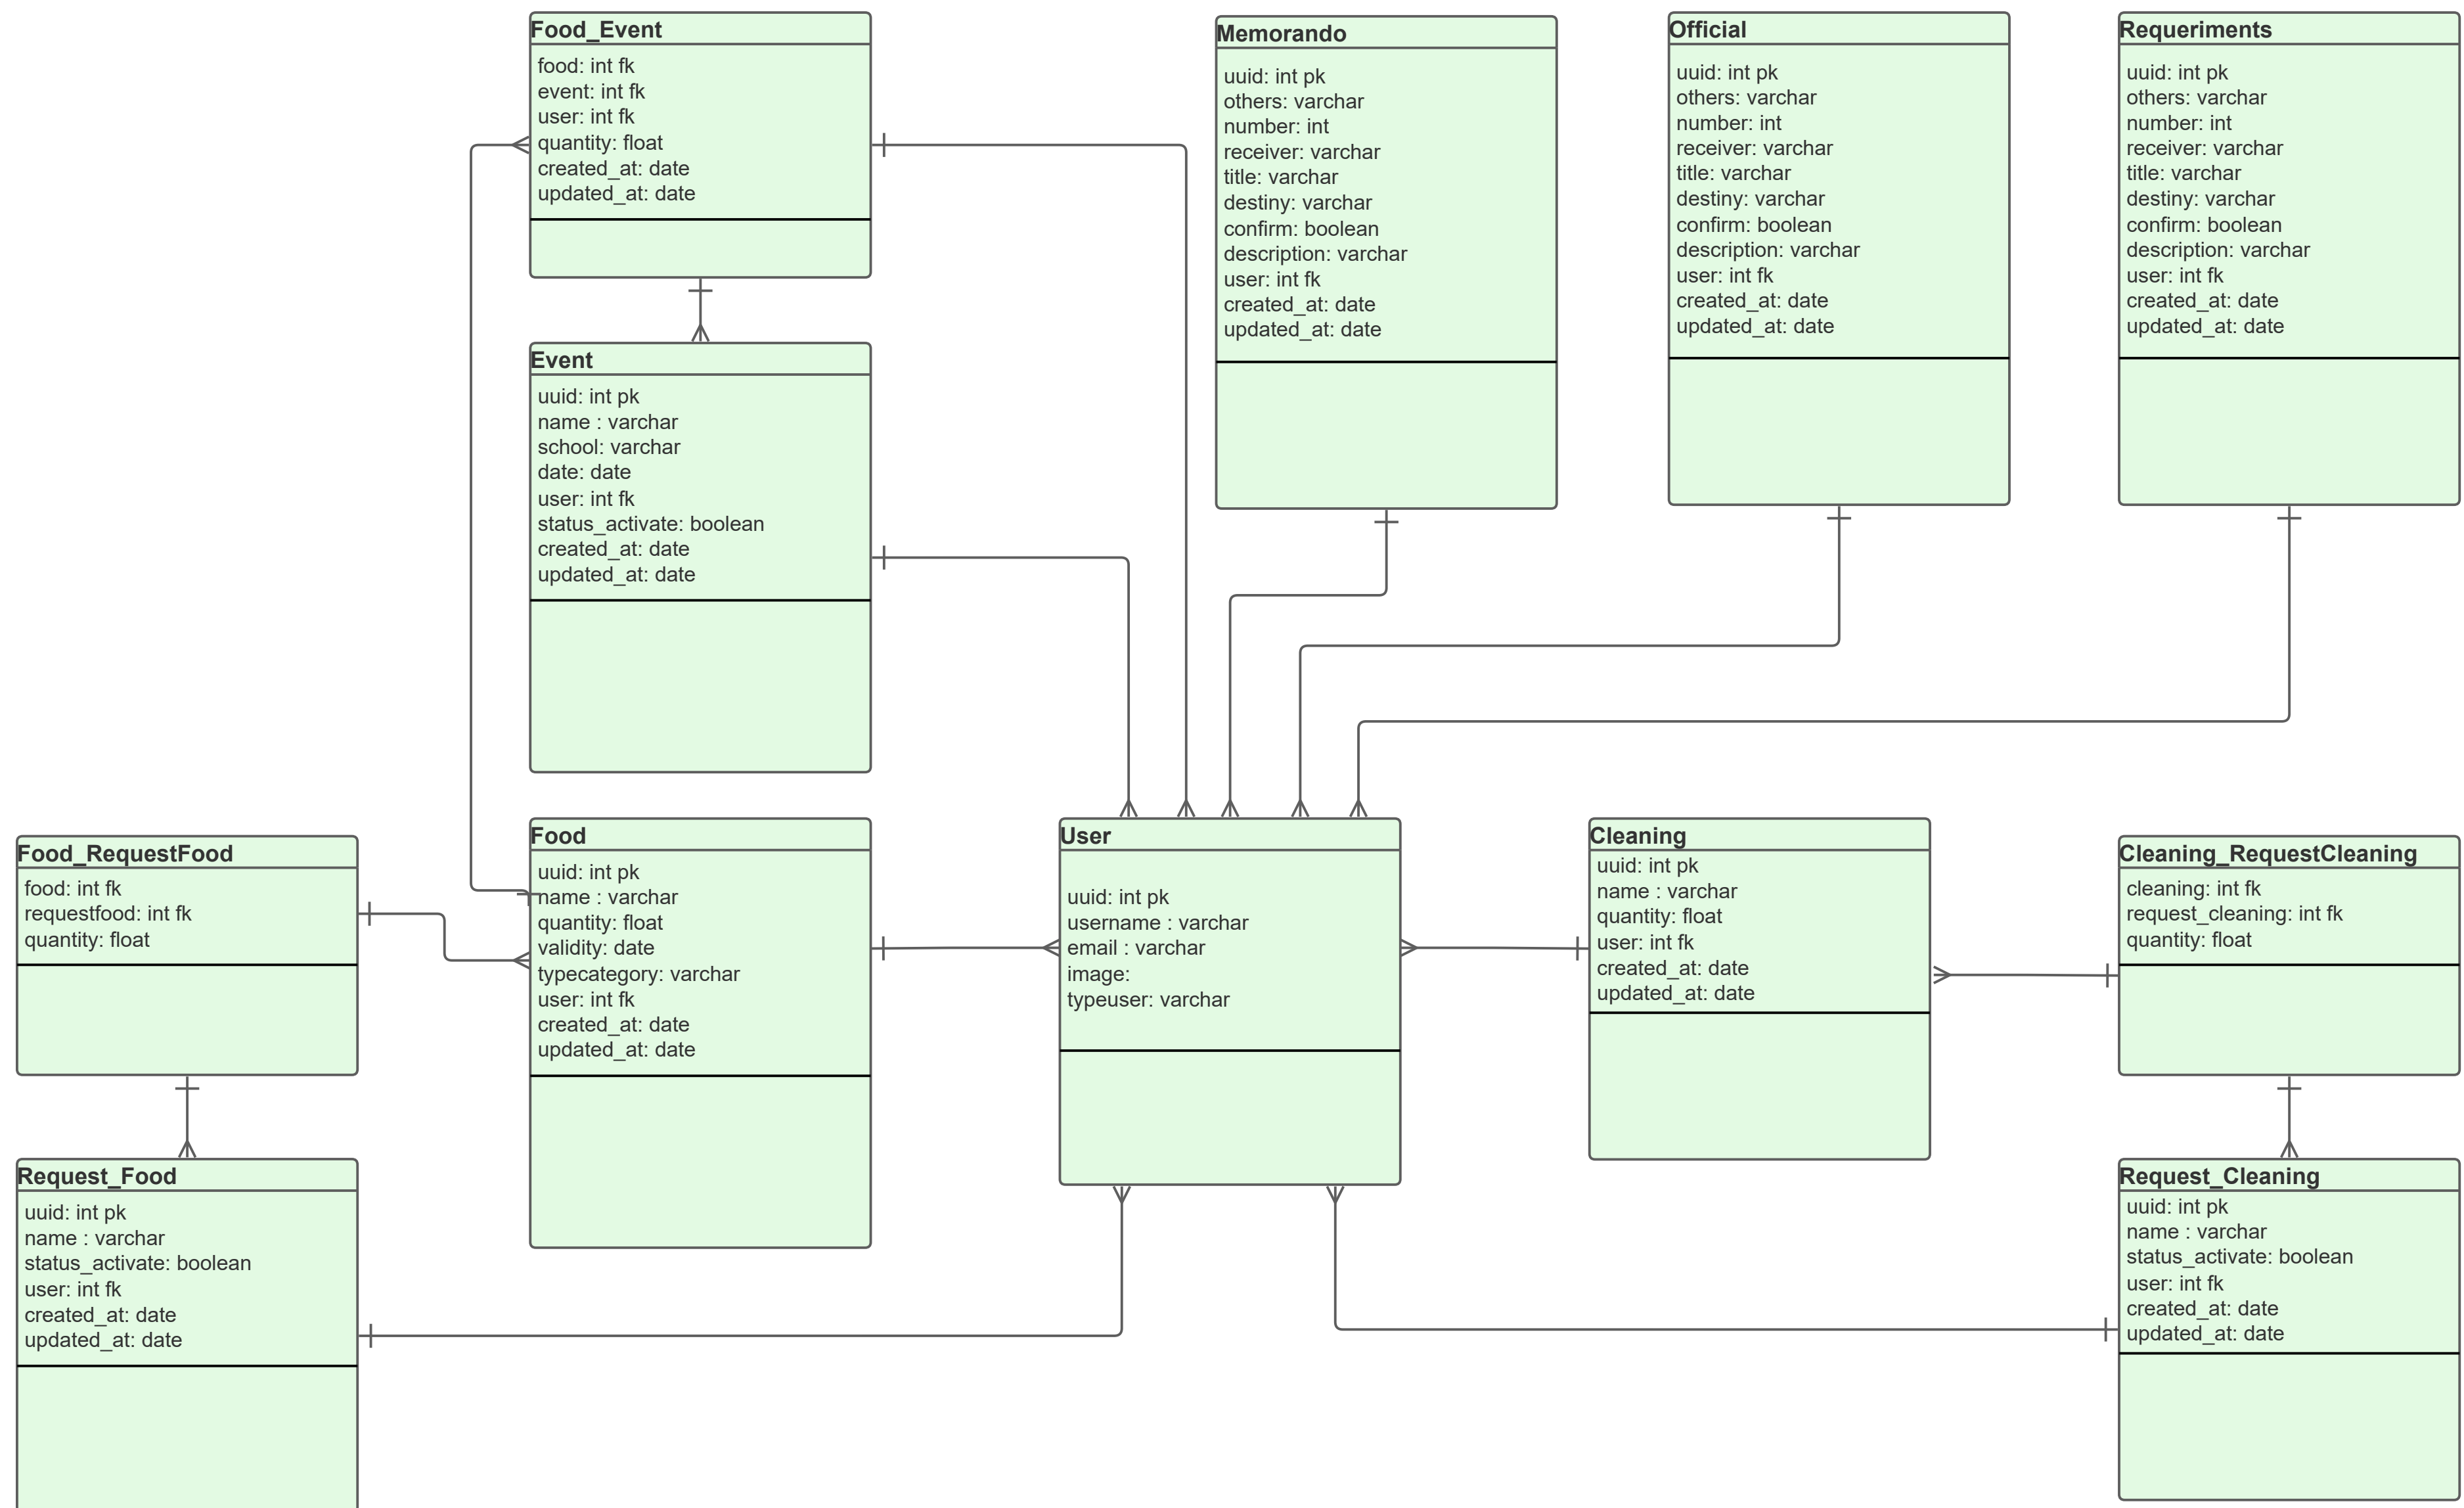 Food_Event
food: int fk
event: int fk
user: int fk
quantity: float
created_at: date
updated_at: date
Memorando
uuid: int pk
others: varchar
number: int
receiver: varchar
title: varchar
destiny: varchar
confirm: boolean
description: varchar
user: int fk
created_at: date
updated_at: date
Official
uuid: int pk
others: varchar
number: int
receiver: varchar
title: varchar
destiny: varchar
confirm: boolean
description: varchar
user: int fk
created_at: date
updated_at: date
Requeriments
uuid: int pk
others: varchar
number: int
receiver: varchar
title: varchar
destiny: varchar
confirm: boolean
description: varchar
user: int fk
created_at: date
updated_at: date
Event
uuid: int pk
name : varchar
school: varchar
date: date
user: int fk
status_activate: boolean
created_at: date
updated_at: date
Food_RequestFood
food: int fk
requestfood: int fk
quantity: float
Food
uuid: int pk
name : varchar
quantity: float
validity: date
typecategory: varchar
user: int fk
created_at: date
updated_at: date
User
uuid: int pk
username : varchar
email : varchar
image:
typeuser: varchar
Cleaning
uuid: int pk
name : varchar
quantity: float
user: int fk
created_at: date
updated_at: date
Cleaning_RequestCleaning
cleaning: int fk
request_cleaning: int fk
quantity: float
Request_Food
uuid: int pk
name : varchar
status_activate: boolean
user: int fk
created_at: date
updated_at: date
Request_Cleaning
uuid: int pk
name : varchar
status_activate: boolean
user: int fk
created_at: date
updated_at: date